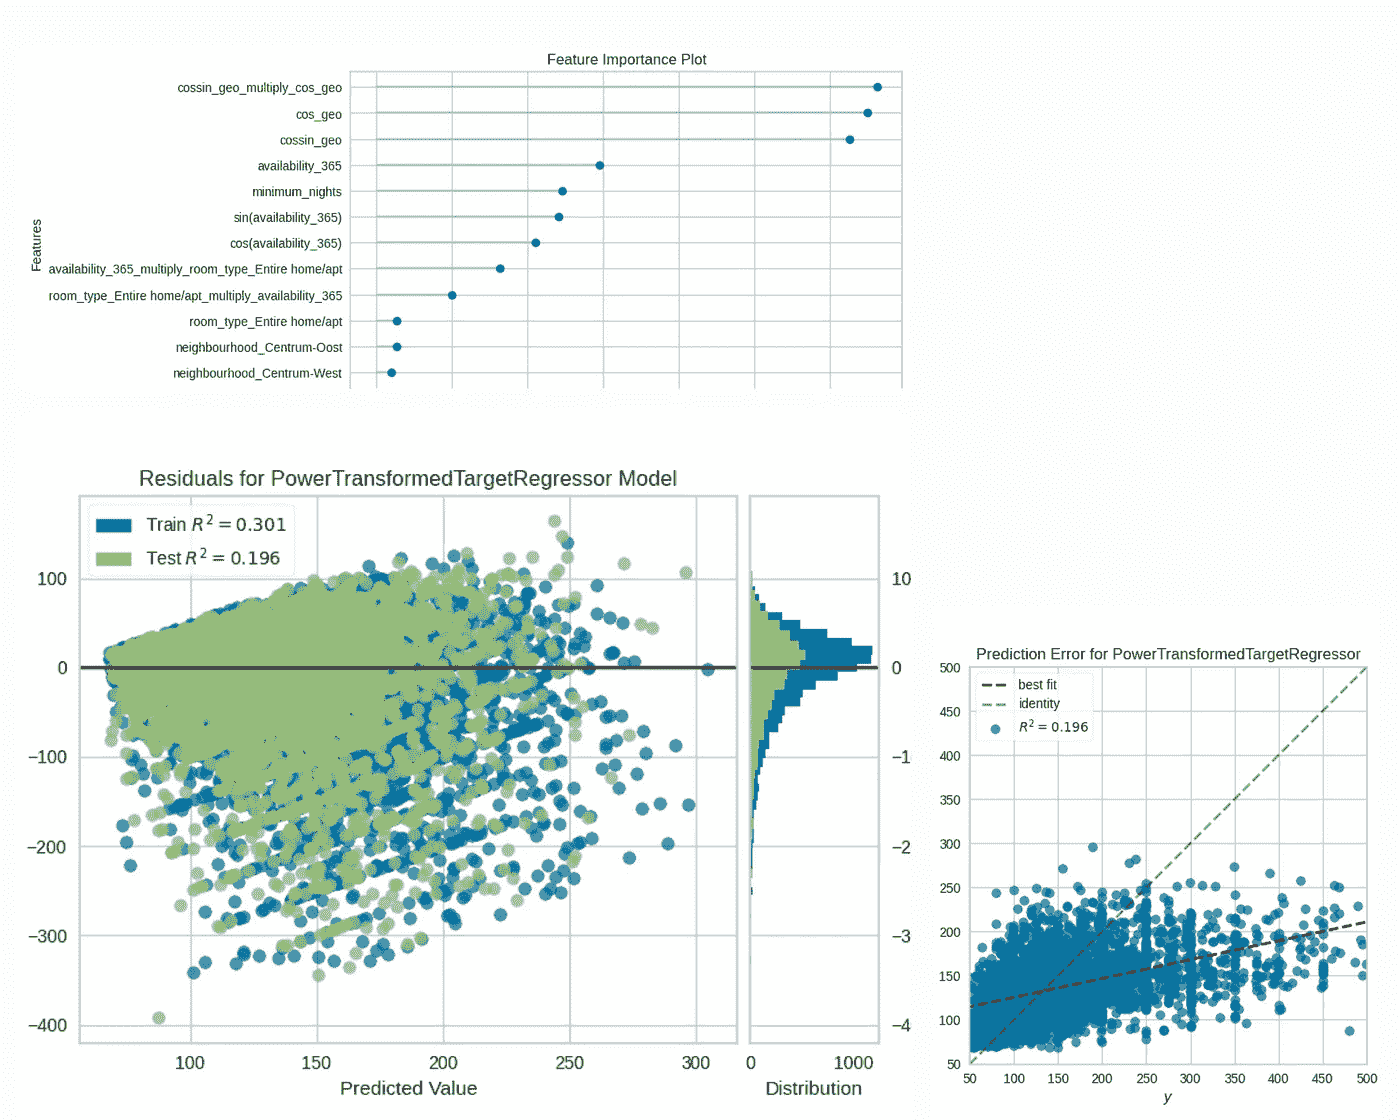 Feature Importance Plot
Features
cossin_geo_multiply_cos_geo
cos_geo
cossin_geo
availability_365
minimum_nights
sin(availability_365)
cos(availability_365)
availability_365_multiply_room_type_Entire home/apt
room_type_Entire home/apt_multiply_availability_365
room_type_Entire home/apt
neighbourhood_Centrum-Oost
neighbourhood_Centrum-West
Residuals for PowerTransformedTargetRegressor Model
Train R² = 0.301
Test R² = 0.196
100
0
−100
−200
−300
−400
100 150 200 250 300
Predicted Value
10
0
−1
−2
−3
−4
0 1000
Distribution
Prediction Error for PowerTransformedTargetRegressor
best fit
identity
R² = 0.196
500
450
400
350
300
250
200
150
100
50
50 100 150 200 250 300 350 400 450 500
y